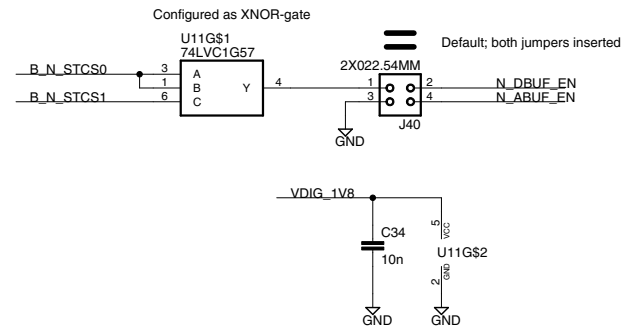 Configured as XNOR-gate
U11G$1
74LVC1G57
Default; both jumpers inserted
2X022.54MM
B_N_STCS0 3 A
1 B Y 4 1 2 N_DBUF_EN
B_N_STCS1 6 C 3 4 N_ABUF_EN
J40
GND
VDIG_1V8
C34
10n
5 VCC
U11G$2
2 GND
GND GND